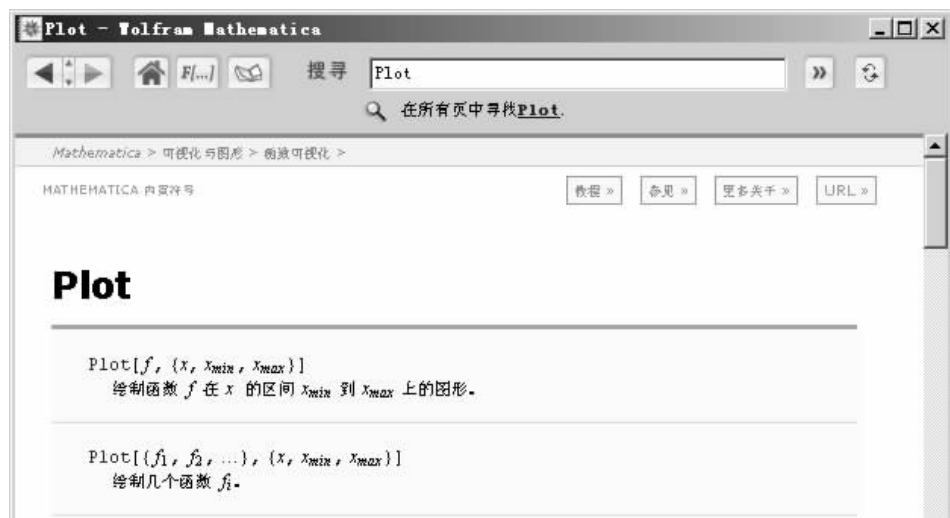 Plot - Wolfram Mathematica
F[...] 搜寻 Plot »
在所有页中寻找Plot.
Mathematica > 可视化与图形 > 函数可视化 >
MATHEMATICA 内置符号 教程 » 参见 » 更多关于 » URL »
Plot
Plot[f, {x, xmin, xmax}]
绘制函数 f 在 x 的区间 xmin 到 xmax 上的图形.
Plot[{f1, f2, …}, {x, xmin, xmax}]
绘制几个函数 fi.